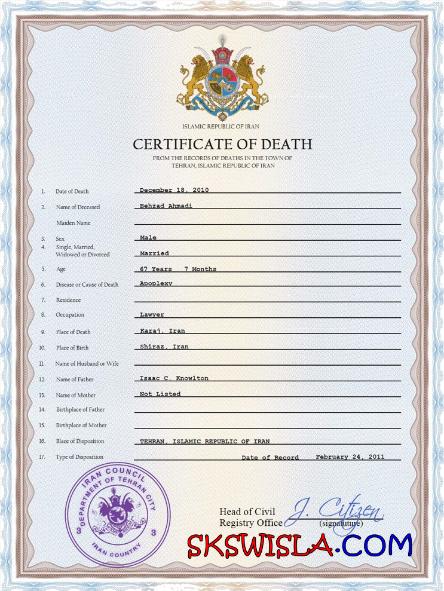 ISLAMIC REPUBLIC OF IRAN
CERTIFICATE OF DEATH
FROM THE RECORDS OF DEATHS IN THE TOWN OF
TEHRAN, ISLAMIC REPUBLIC OF IRAN
1. Date of Death December 18, 2010
2. Name of Deceased Behzad Ahmadi
Maiden Name
3. Sex Male
4. Single, Married,
Widowed or Divorced Married
5. Age 67 Years 7 Months
6. Disease or Cause of Death Apoplexy
7. Residence
8. Occupation Lawyer
9. Place of Death Karaj, Iran
10. Place of Birth Shiraz, Iran
11. Name of Husband or Wife
12. Name of Father Isaac C. Knowlton
13. Name of Mother Not Listed
14. Birthplace of Father
15. Birthplace of Mother
16. Place of Disposition TEHRAN, ISLAMIC REPUBLIC OF IRAN
17. Type of Disposition Date of Record February 24, 2011
IRAN COUNCIL
DEPARTMENT OF TEHRAN CITY
3 3
IRAN COUNTRY
Head of Civil
Registry Office J. Citizen
(signature)
SKSWISLA.COM